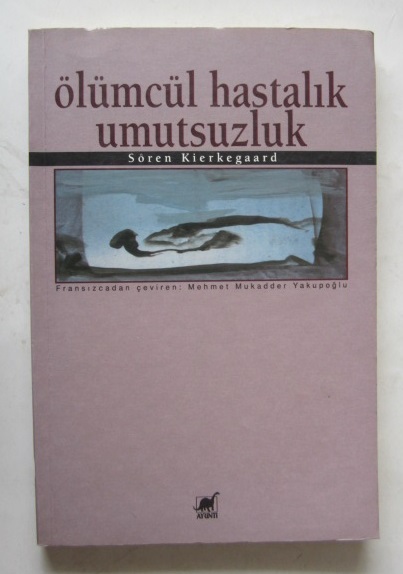 ölümcül hastalık
umutsuzluk
Sören Kierkegaard
Fransızcadan çeviren: Mehmet Mukadder Yakupoğlu
AYRINTI